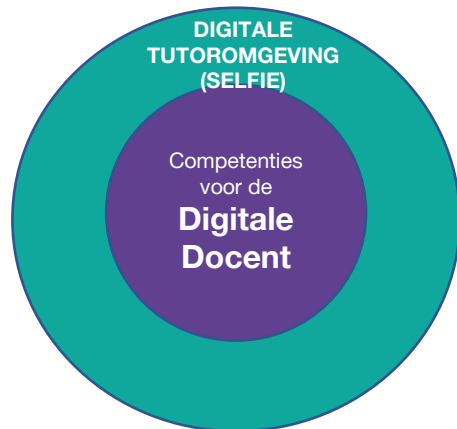 DIGITALE
TUTOROMGEVING
(SELFIE)
Competenties
voor de
Digitale
Docent